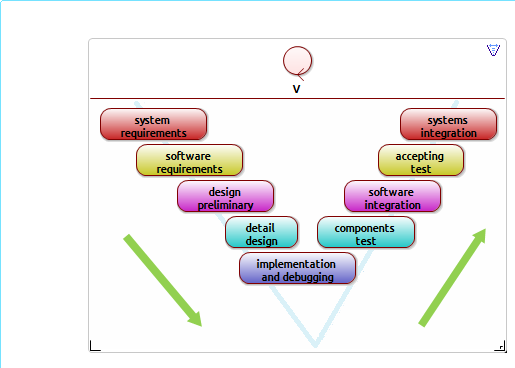 V
system
requirements
systems
integration
software
requirements
accepting
test
design
preliminary
software
integration
detail
design
components
test
implementation
and debugging